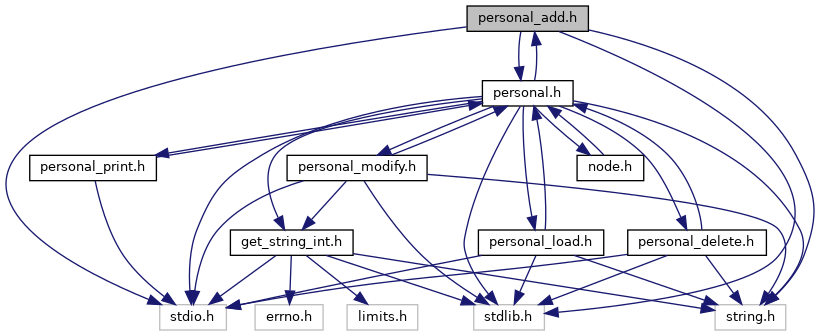 personal_add.h
personal.h
personal_print.h
personal_modify.h
node.h
get_string_int.h
personal_load.h
personal_delete.h
stdio.h
errno.h
limits.h
stdlib.h
string.h